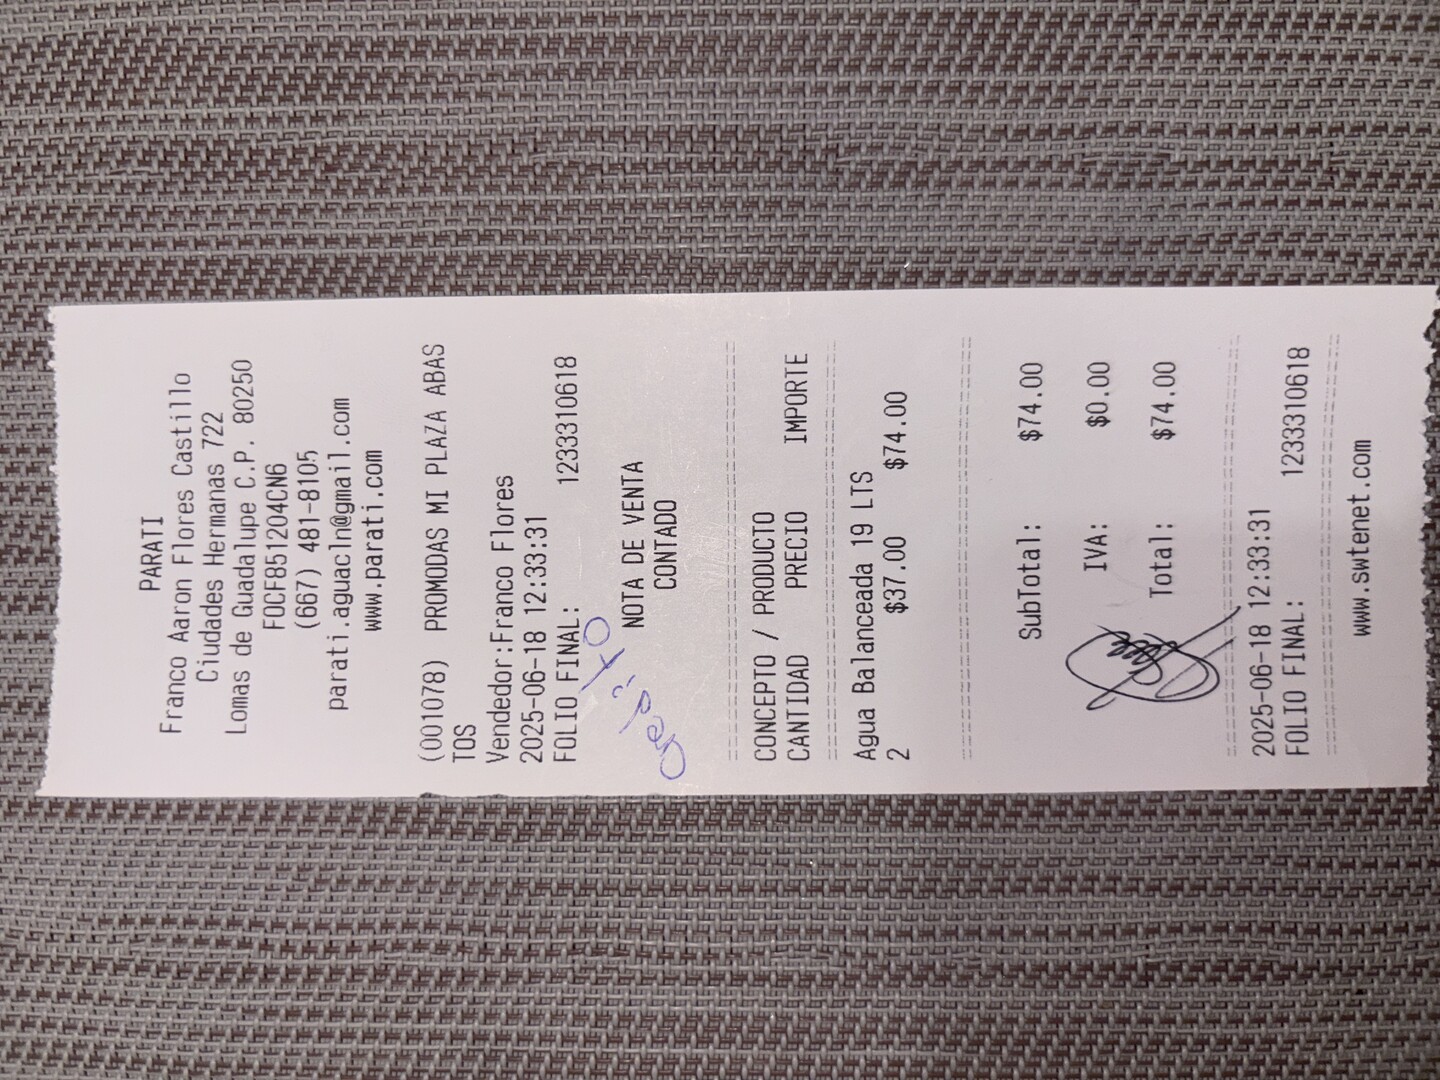 PARATI
Franco Aaron Flores Castillo
Ciudades Hermanas 722
Lomas de Guadalupe C.P. 80250
FOCF851204CN6
(667) 481-8105
parati.aguacln@gmail.com
www.parati.com
(001078) PROMODAS MI PLAZA ABAS
TOS
Vendedor:Franco Flores
2025-06-18 12:33:31
FOLIO FINAL: 1233310618
Crédito
NOTA DE VENTA
CONTADO
CONCEPTO / PRODUCTO
CANTIDAD PRECIO IMPORTE
Agua Balanceada 19 LTS
2 $37.00 $74.00
SubTotal: $74.00
IVA: $0.00
Total: $74.00
2025-06-18 12:33:31
FOLIO FINAL: 1233310618
www.swtenet.com